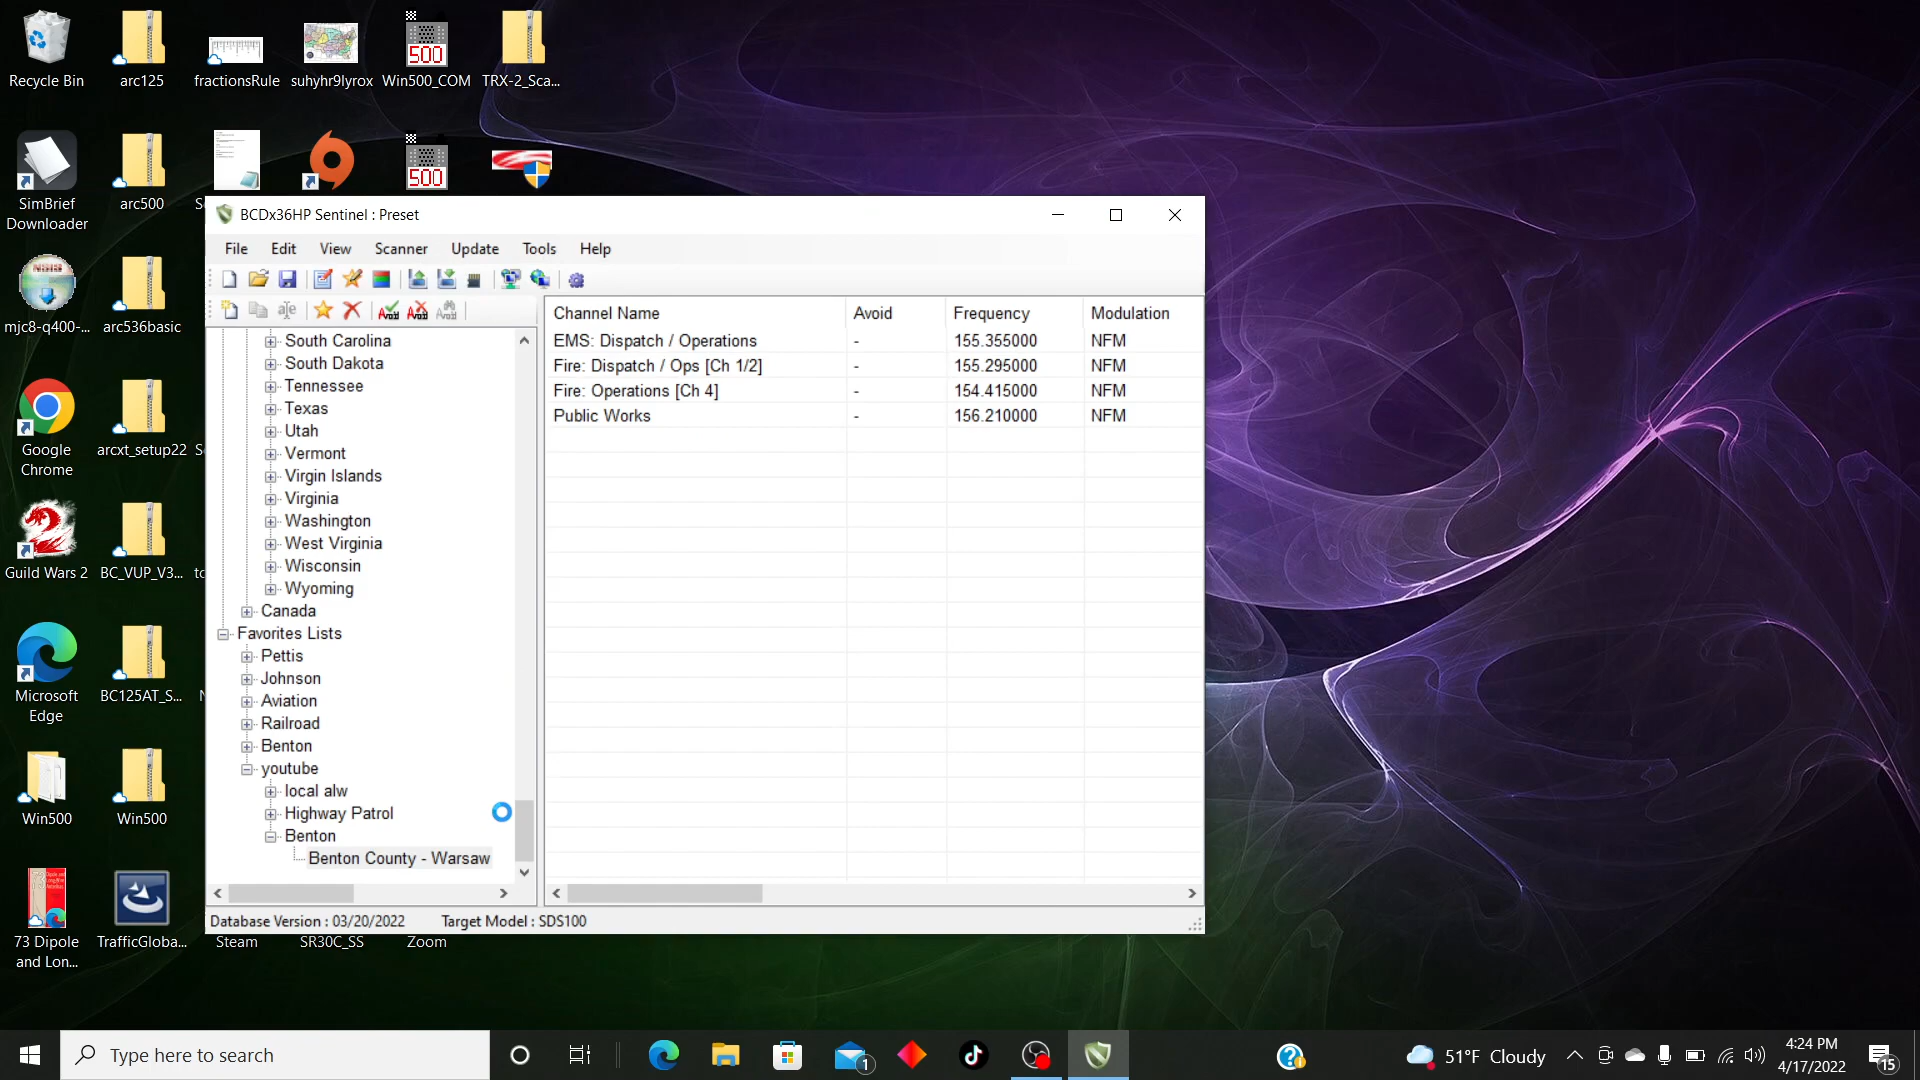 Recycle Bin
arc125
fractionsRule
suhyhr9lyrox
500
Win500_COM
TRX-2_Sca...
500
SimBrief
Downloader
arc500
mjc8-q400-...
arc536basic
Google
Chrome
arcxt_setup22
Guild Wars 2
BC_VUP_V3...
Microsoft
Edge
BC125AT_S...
Win500
Win500
73 Dipole
and Lon...
TrafficGloba...
Steam
SR30C_SS
Zoom
BCDx36HP Sentinel : Preset
File Edit View Scanner Update Tools Help
Avoid Avoid
South Carolina
South Dakota
Tennessee
Texas
Utah
Vermont
Virgin Islands
Virginia
Washington
West Virginia
Wisconsin
Wyoming
Canada
Favorites Lists
Pettis
Johnson
Aviation
Railroad
Benton
youtube
local alw
Highway Patrol
Benton
Benton County - Warsaw
Channel Name Avoid Frequency Modulation
EMS: Dispatch / Operations - 155.355000 NFM
Fire: Dispatch / Ops [Ch 1/2] - 155.295000 NFM
Fire: Operations [Ch 4] - 154.415000 NFM
Public Works - 156.210000 NFM
Database Version : 03/20/2022 Target Model : SDS100
Type here to search
1
51°F Cloudy
4:24 PM
4/17/2022
15